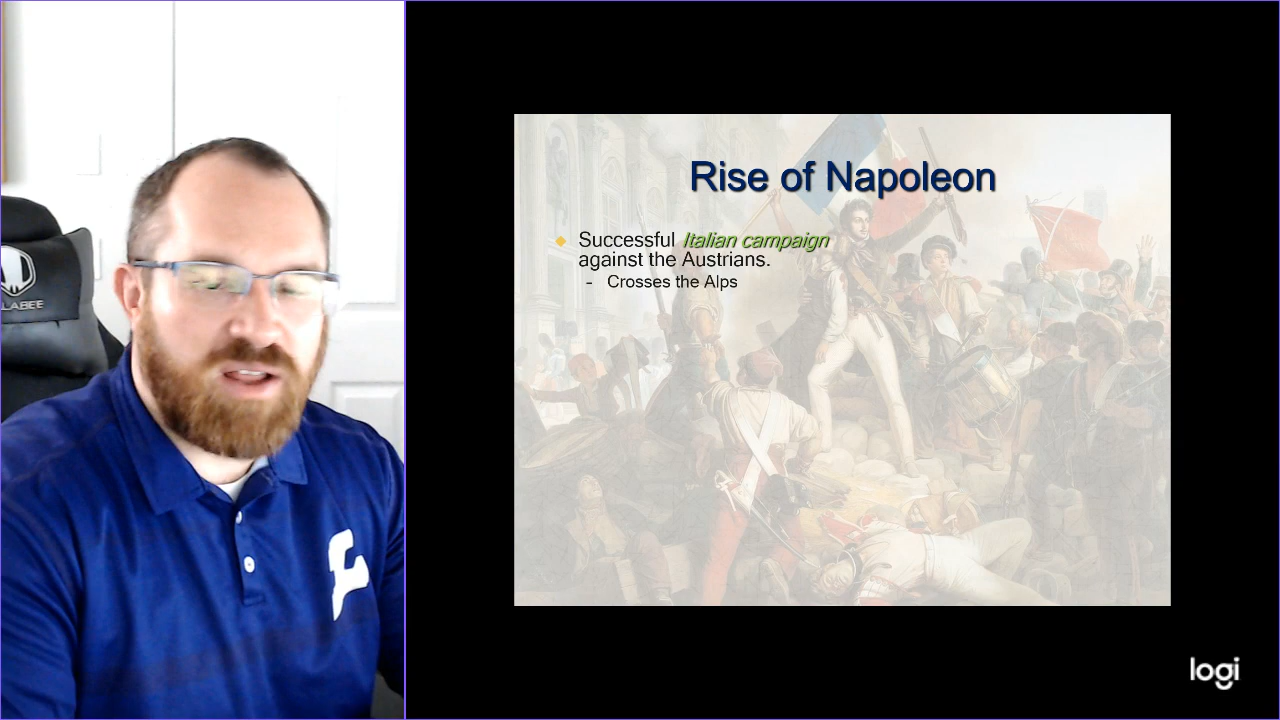 Rise of Napoleon
Successful Italian campaign
against the Austrians.
- Crosses the Alps
logi